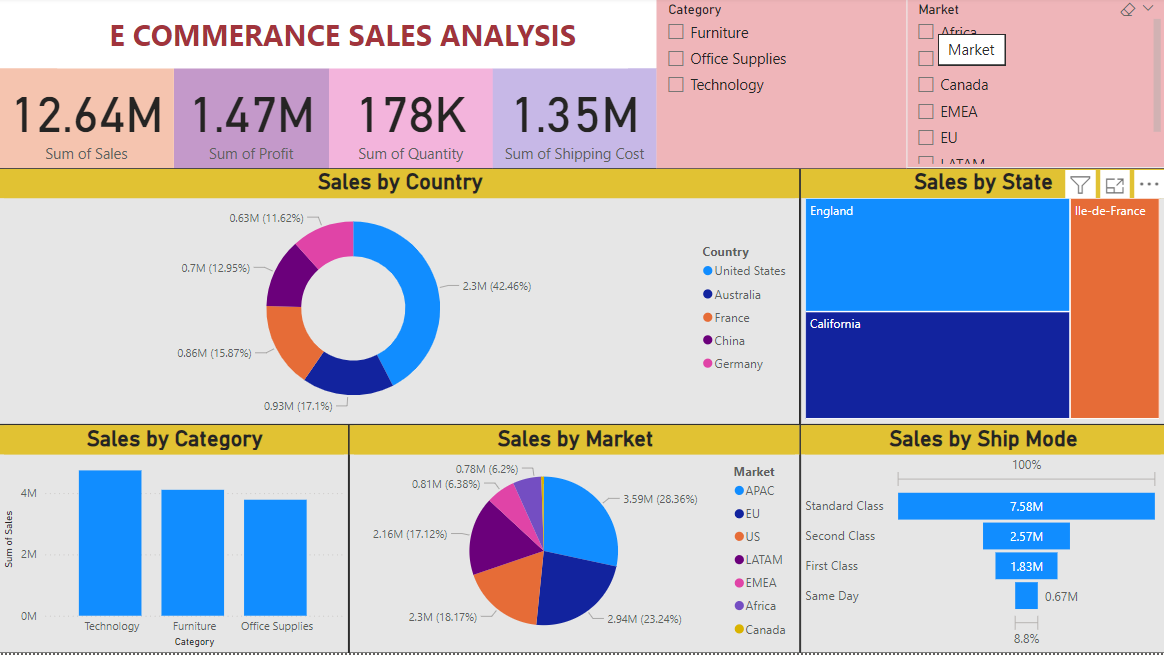 E COMMERANCE SALES ANALYSIS
12.64M
Sum of Sales
1.47M
Sum of Profit
178K
Sum of Quantity
1.35M
Sum of Shipping Cost
Category
Furniture
Office Supplies
Technology
Market
Africa
Market
Canada
EMEA
EU
LATAM
Sales by Country
0.63M (11.62%)
0.7M (12.95%)
2.3M (42.46%)
0.86M (15.87%)
0.93M (17.1%)
Country
United States
Australia
France
China
Germany
Sales by State
England
Ile-de-France
California
Sales by Category
Sum of Sales
4M
2M
0M
Technology
Furniture
Office Supplies
Category
Sales by Market
0.78M (6.2%)
0.81M (6.38%)
3.59M (28.36%)
2.16M (17.12%)
2.3M (18.17%)
2.94M (23.24%)
Market
APAC
EU
US
LATAM
EMEA
Africa
Canada
Sales by Ship Mode
100%
Standard Class 7.58M
Second Class 2.57M
First Class 1.83M
Same Day 0.67M
8.8%